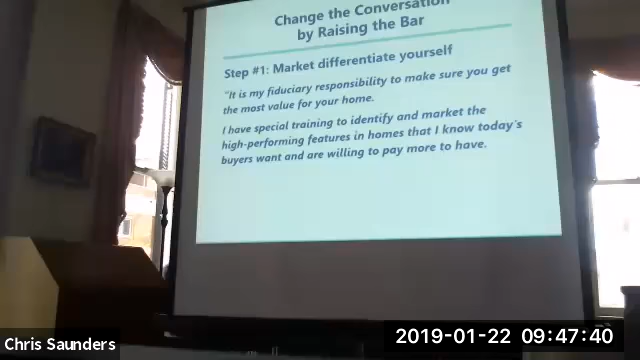 Change the Conversation
by Raising the Bar
Step #1: Market differentiate yourself
"It is my fiduciary responsibility to make sure you get
the most value for your home.
I have special training to identify and market the
high-performing features in homes that I know today's
buyers want and are willing to pay more to have.
Chris Saunders
2019-01-22 09:47:40